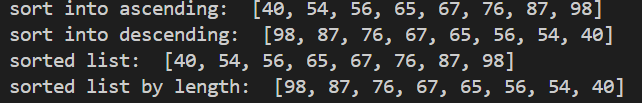 sort into ascending:  [40, 54, 56, 65, 67, 76, 87, 98]
sort into descending:  [98, 87, 76, 67, 65, 56, 54, 40]
sorted list:  [40, 54, 56, 65, 67, 76, 87, 98]
sorted list by length:  [98, 87, 76, 67, 65, 56, 54, 40]